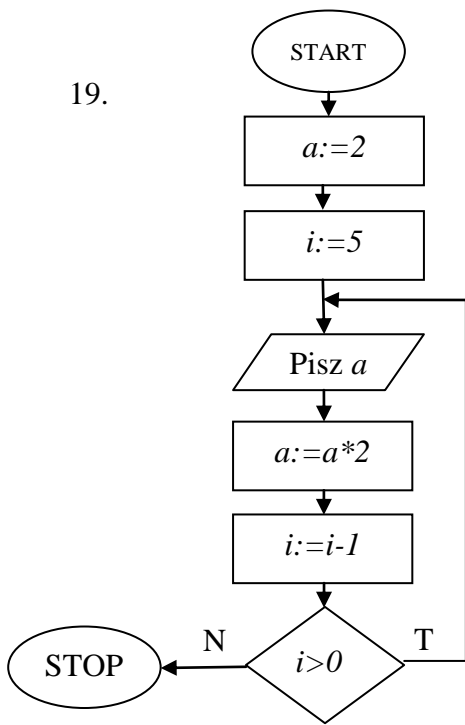 START
19.
a:=2
i:=5
Pisz a
a:=a*2
i:=i-1
N
T
STOP
i>0